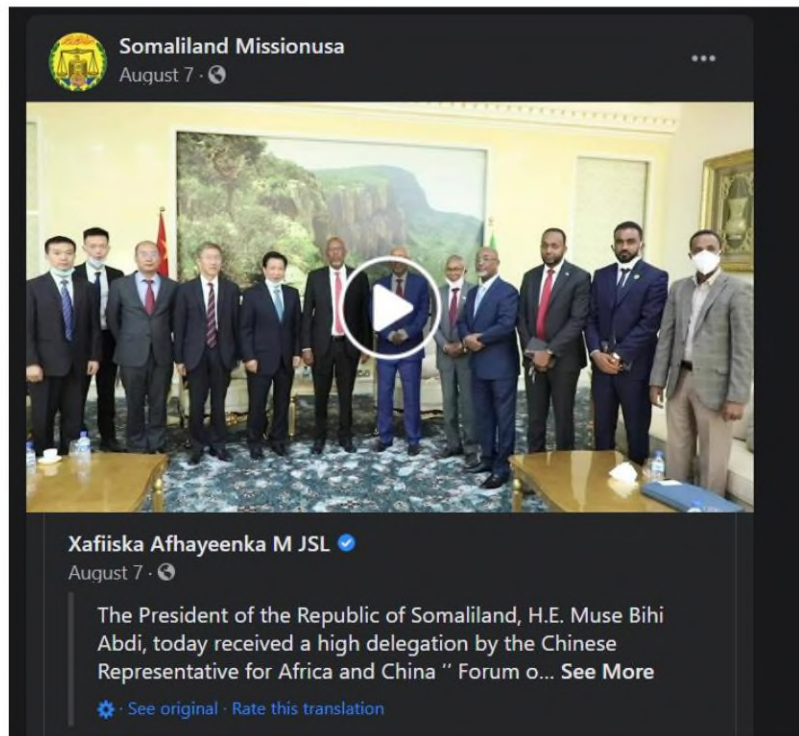 Somaliland Missionusa
August 7 ·
Xafiiska Afhayeenka M JSL
August 7 ·
The President of the Republic of Somaliland, H.E. Muse Bihi
Abdi, today received a high delegation by the Chinese
Representative for Africa and China '' Forum o... See More
· See original · Rate this translation